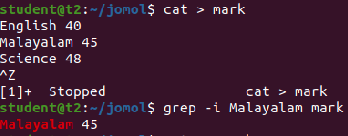 student@t2:~/jomol$ cat > mark
English 40
Malayalam 45
Science 48
^Z
[1]+  Stopped                 cat > mark
student@t2:~/jomol$ grep -i Malayalam mark
Malayalam 45